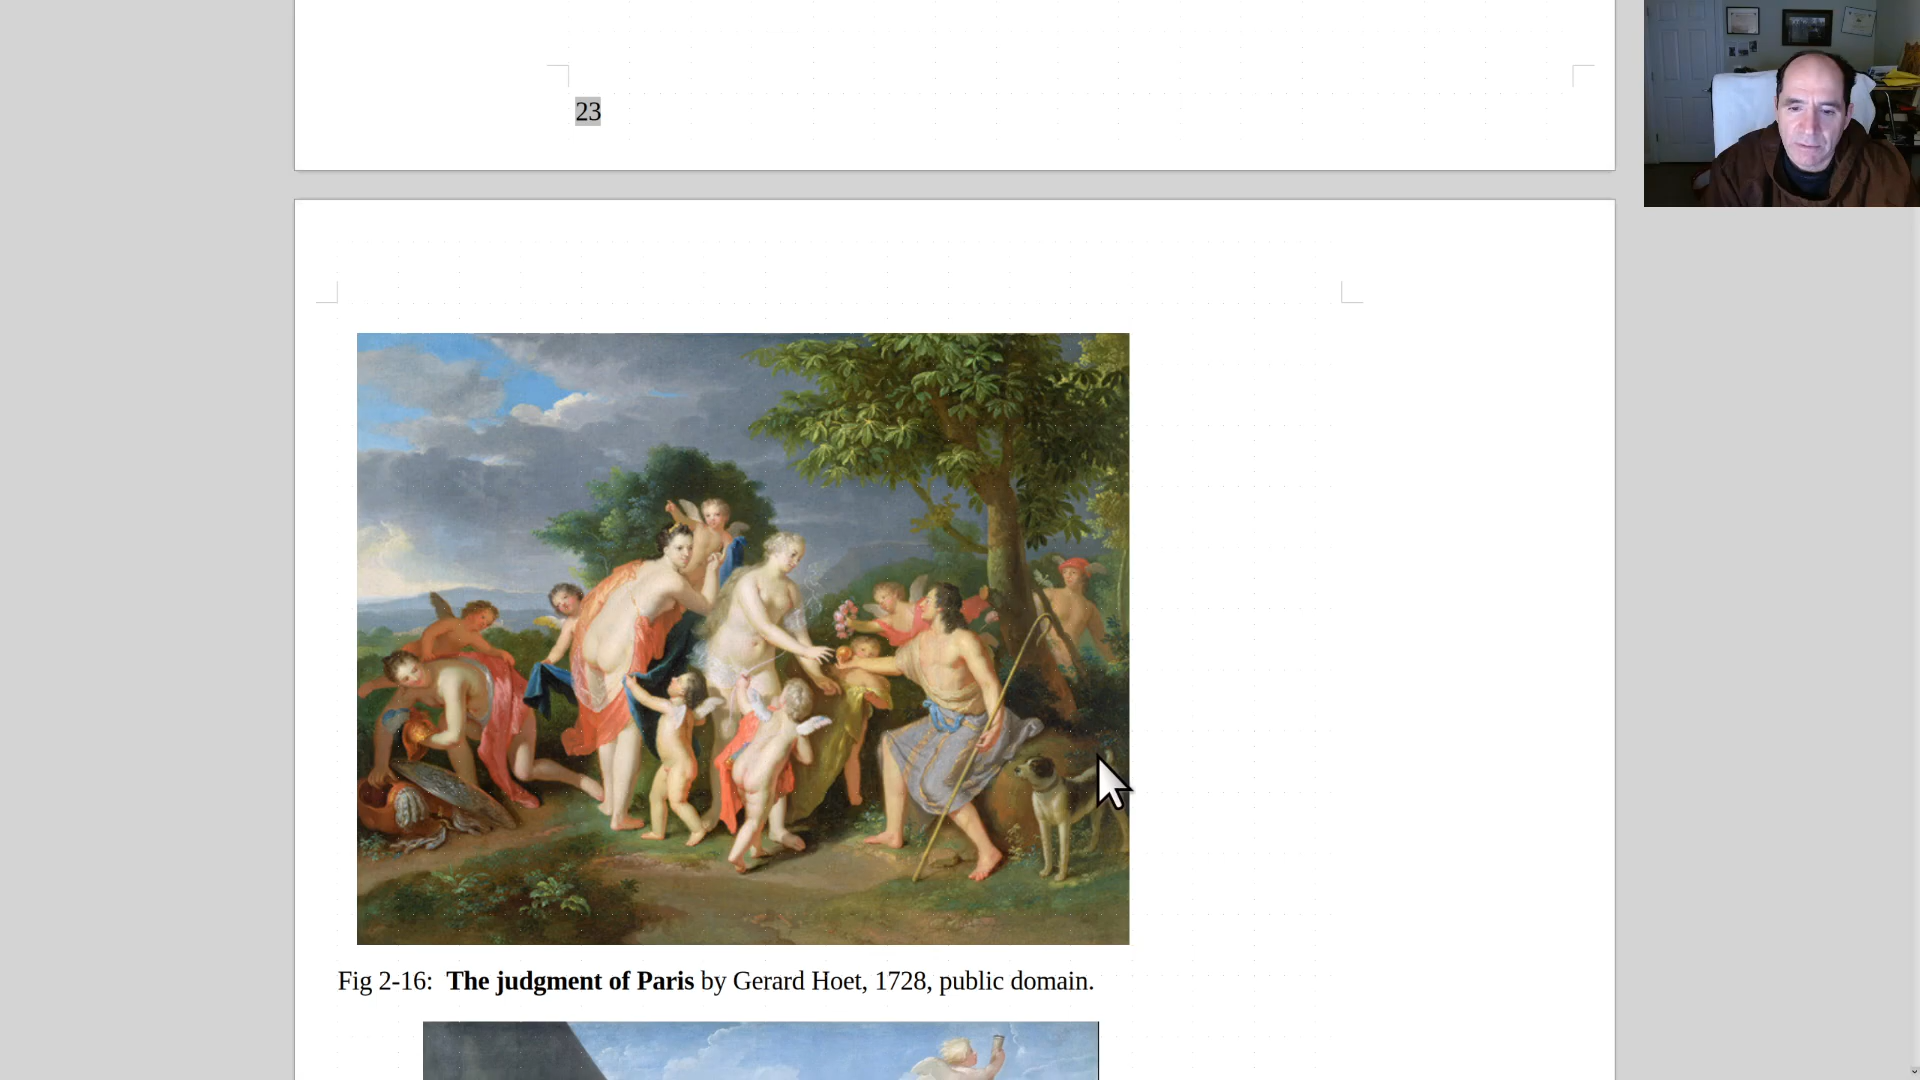 23
Fig 2-16:  The judgment of Paris by Gerard Hoet, 1728, public domain.